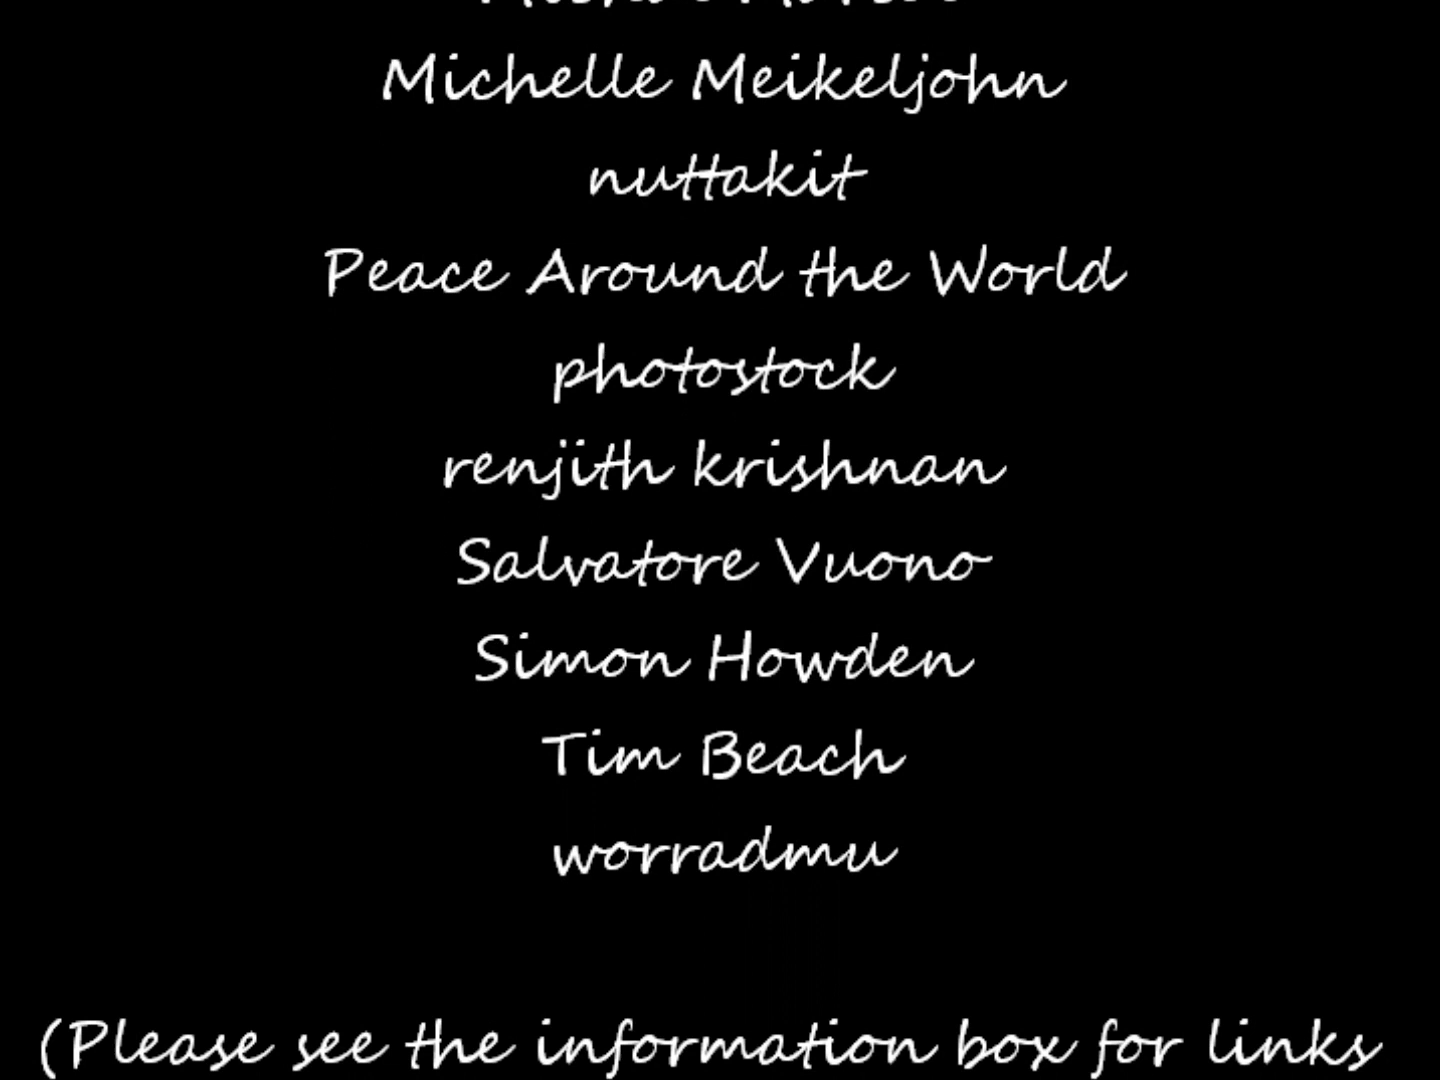 Michelle Meikeljohn
nuttakit
Peace Around the World
photostock
renjith krishnan
Salvatore Vuono
Simon Howden
Tim Beach
worradmu
(Please see the information box for links